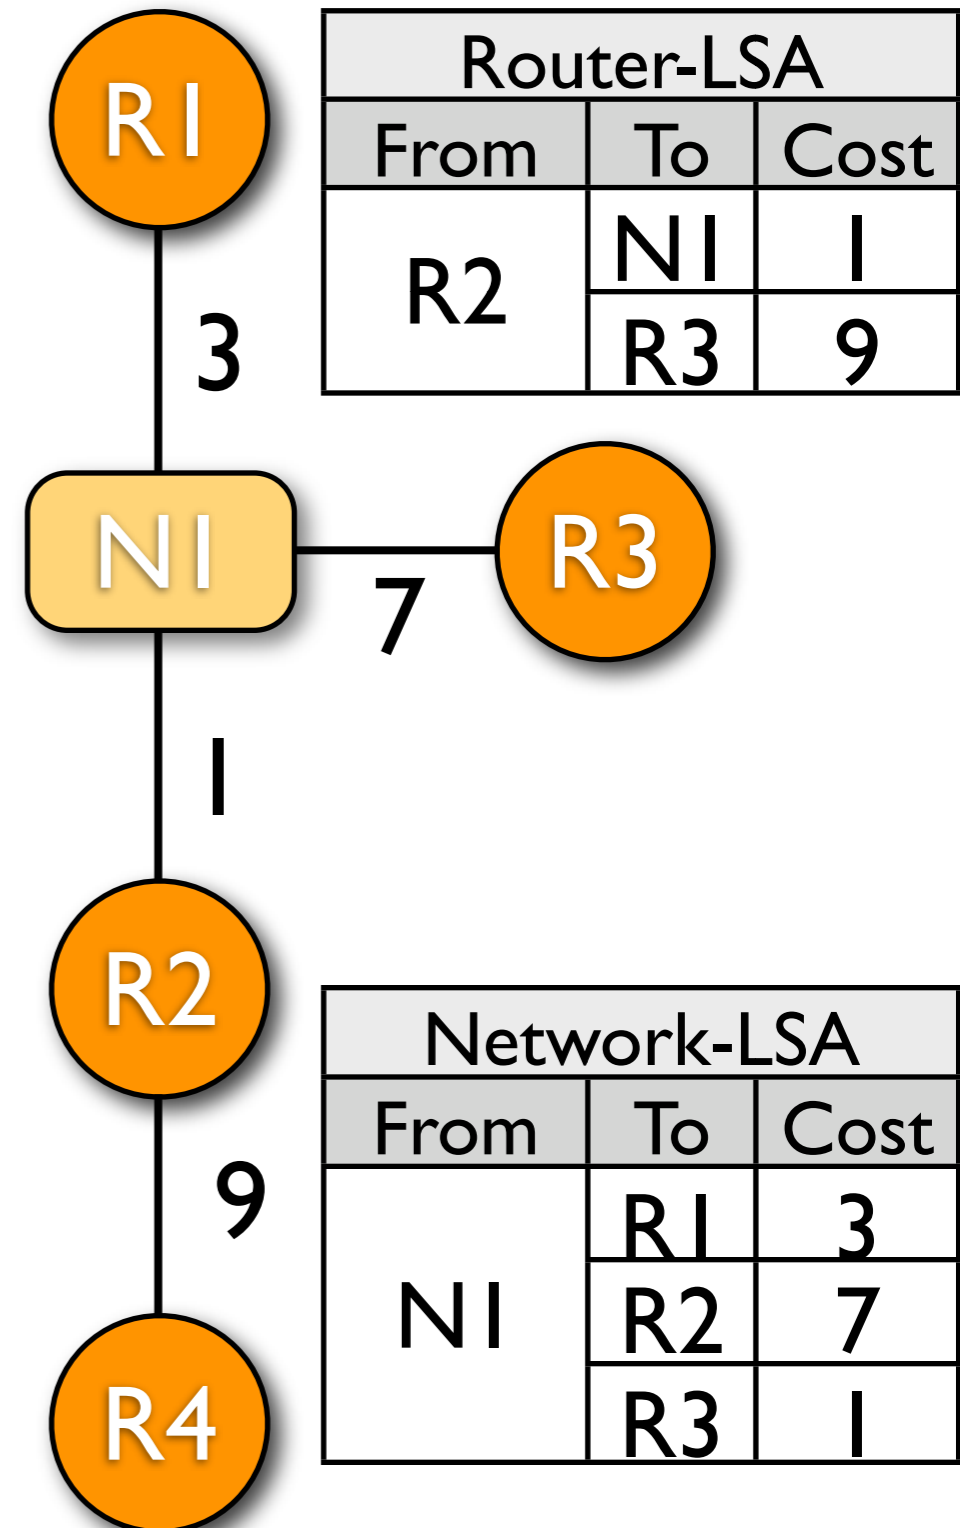 R1
Router-LSA
From To Cost
R2
N1 1
R3 9
3
N1
R3
7
1
R2
Network-LSA
From To Cost
N1
R1 3
R2 7
R3 1
9
R4